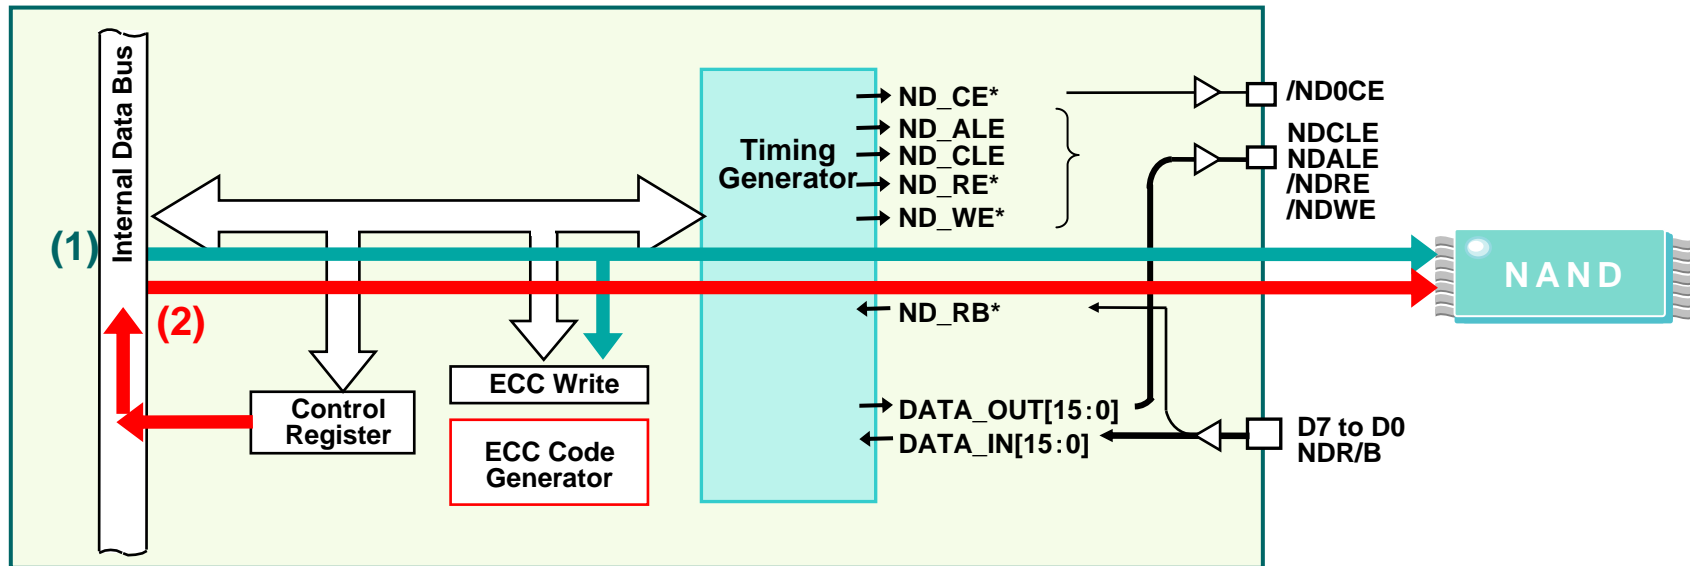 Internal Data Bus
(1)
(2)
Control
Register
ECC Write
ECC Code
Generator
Timing
Generator
ND_CE*
ND_ALE
ND_CLE
ND_RE*
ND_WE*
ND_RB*
DATA_OUT[15:0]
DATA_IN[15:0]
/ND0CE
NDCLE
NDALE
/NDRE
/NDWE
D7 to D0
NDR/B
NAND